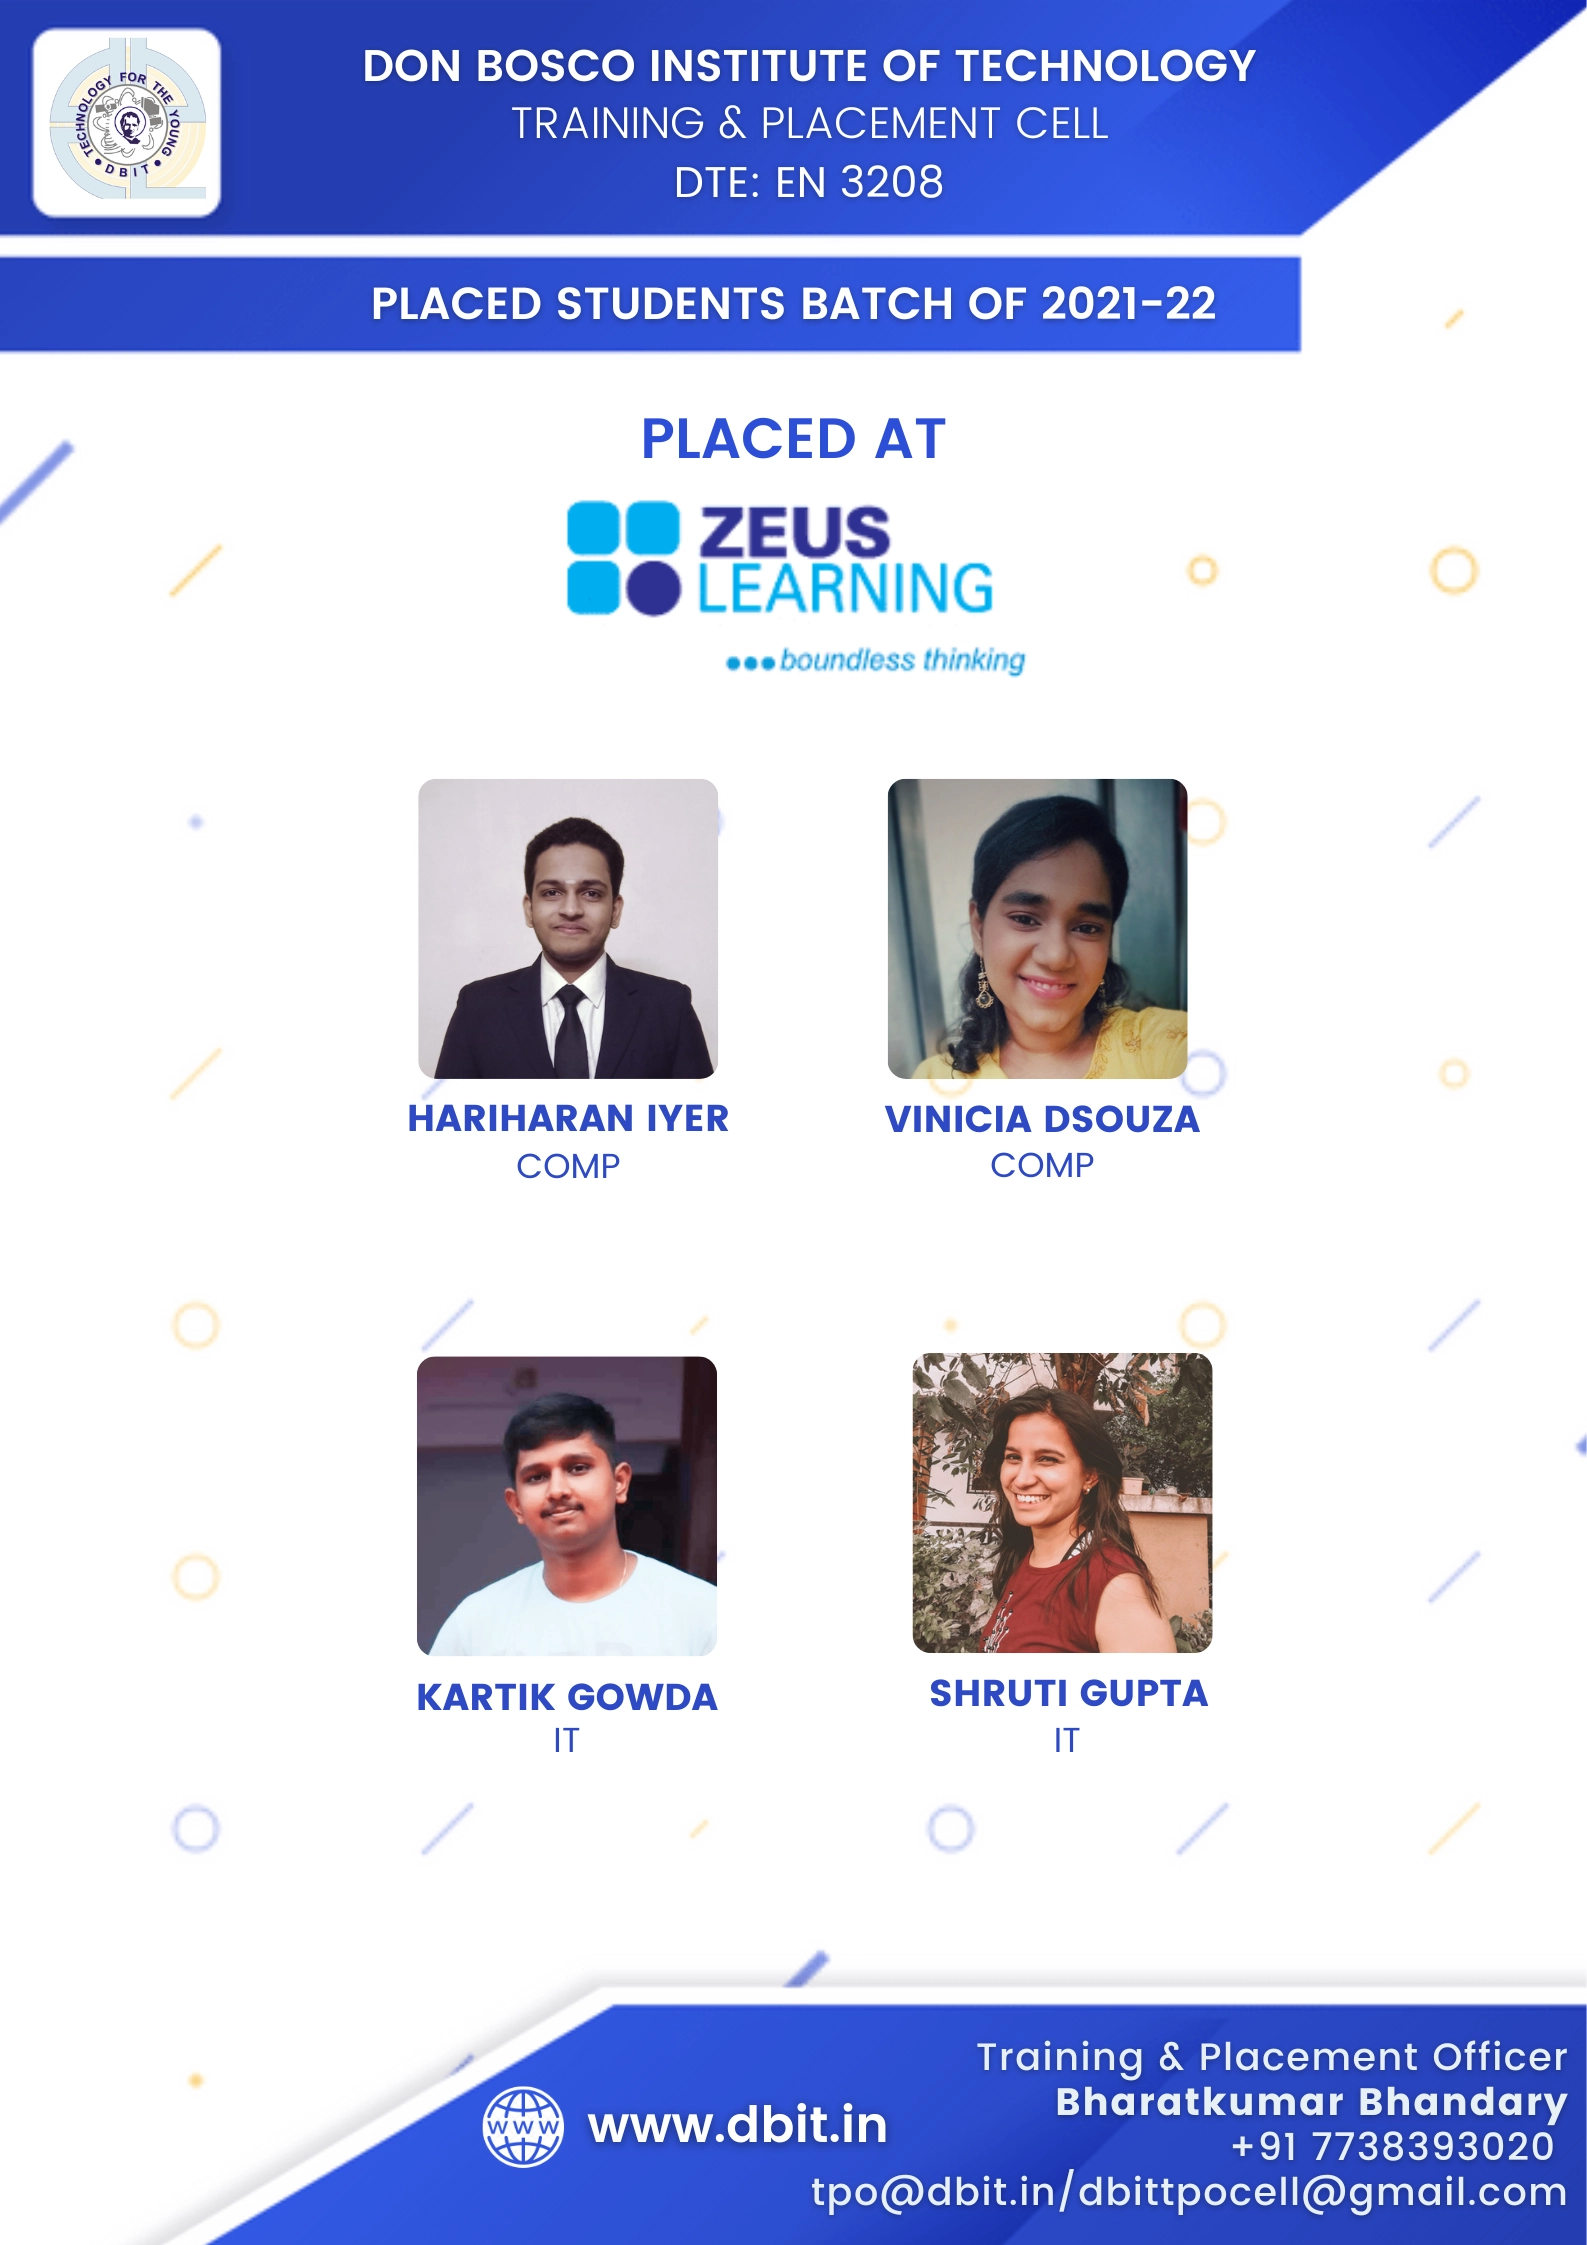 DON BOSCO INSTITUTE OF TECHNOLOGY
TRAINING & PLACEMENT CELL
DTE: EN 3208
TECHNOLOGY FOR THE YOUNG
• DBIT •
PLACED STUDENTS BATCH OF 2021-22
PLACED AT
ZEUS
LEARNING
•••boundless thinking
HARIHARAN IYER
COMP
VINICIA DSOUZA
COMP
KARTIK GOWDA
IT
SHRUTI GUPTA
IT
Training & Placement Officer
Bharatkumar Bhandary
+91 7738393020
tpo@dbit.in/dbittpocell@gmail.com
WWW
www.dbit.in